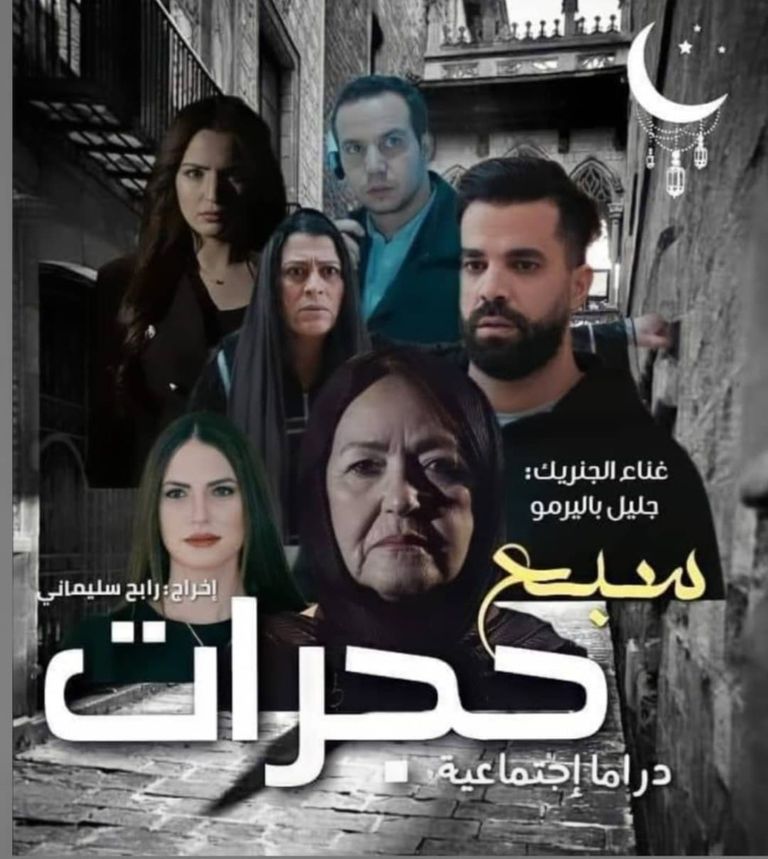 غناء الجنريك:
جليل باليرمو
سبع
إخراج: رابح سليماني
حجرات
دراما إجتماعية